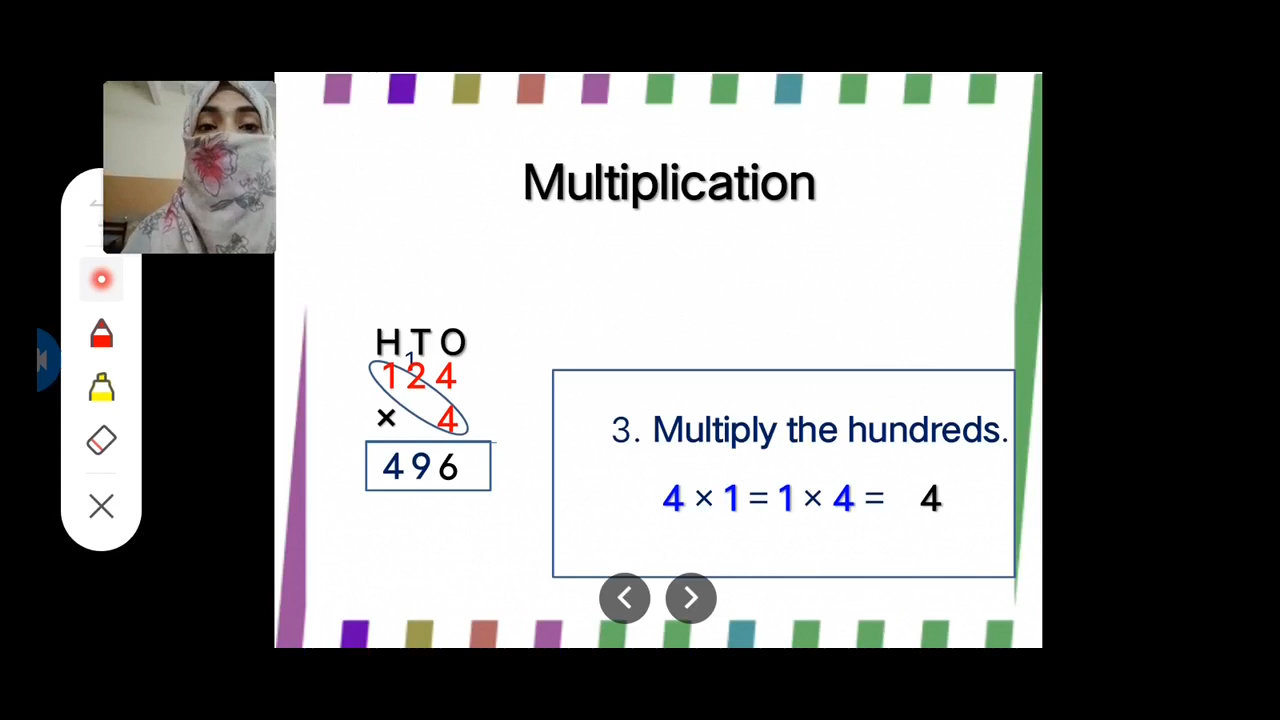 Multiplication
H T O
1
1 2 4
× 4
4 9 6
3. Multiply the hundreds.
4 × 1 = 1 × 4 = 4